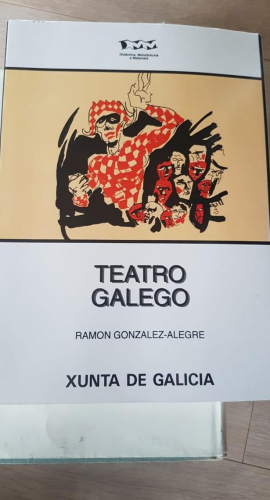 TEATRO
GALEGO
RAMON GONZALEZ-ALEGRE
XUNTA DE GALICIA